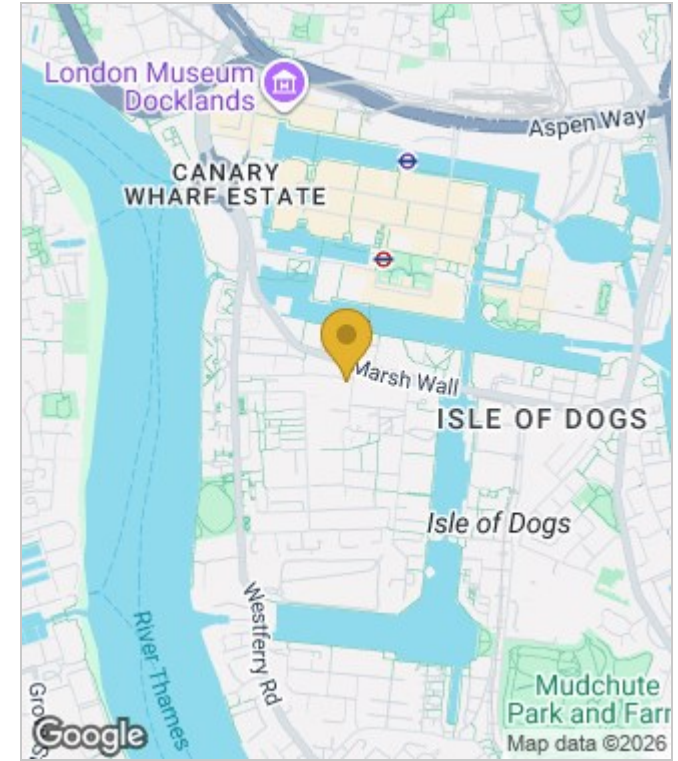 London Museum
Docklands
Aspen Way
CANARY
WHARF ESTATE
Marsh Wall
ISLE OF DOGS
Isle of Dogs
Westferry Rd
River Thames
Mudchute
Park and Farm
Google
Map data ©2026